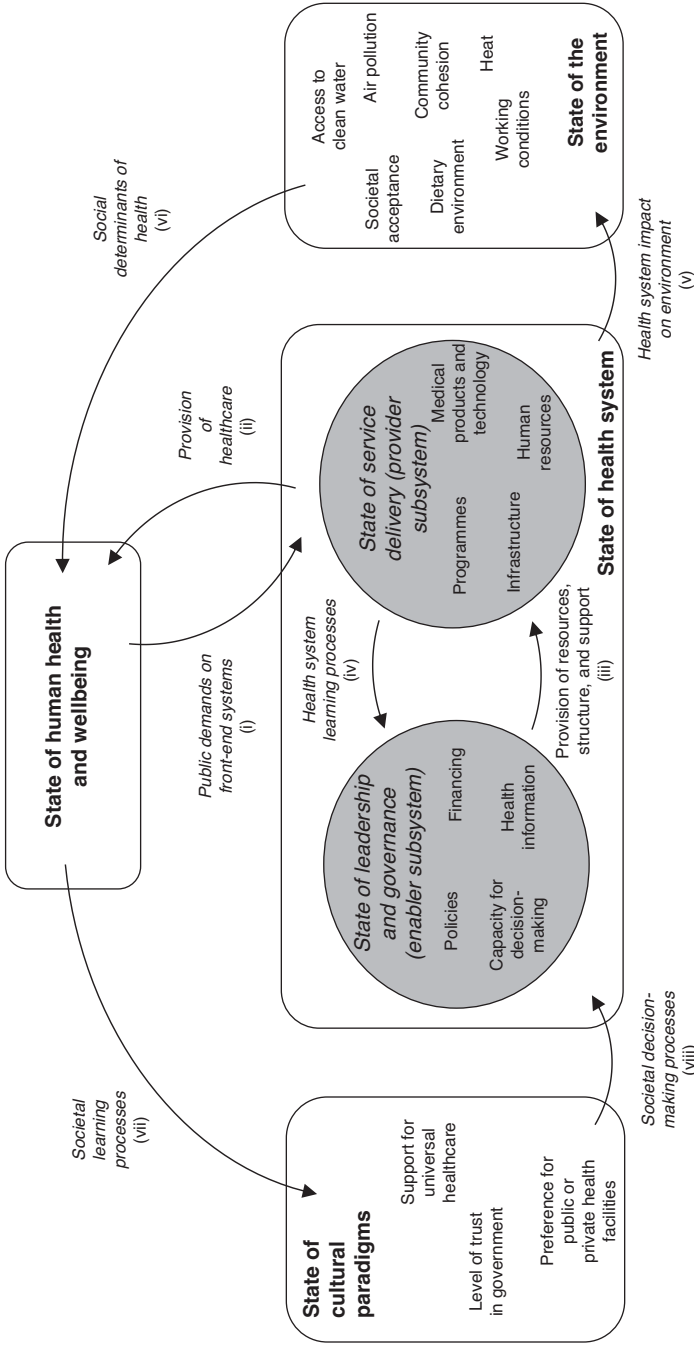 State of human health
and wellbeing
Societal
learning
processes
(vii)
Public demands on
front-end systems
(i)
Provision
of
healthcare
(ii)
Social
determinants of
health
(vi)
State of
cultural
paradigms
Support for
universal
healthcare
Level of trust
in government
Preference for
public or
private health
facilities
Societal decision-
making processes
(viii)
State of leadership
and governance
(enabler subsystem)
Policies
Financing
Capacity for
decision-
making
Health
information
Health system
learning processes
(iv)
Provision of resources,
structure, and support
(iii)
State of service
delivery (provider
subsystem)
Programmes
Medical
products and
technology
Infrastructure
Human
resources
State of health system
Health system impact
on environment
(v)
Access to
clean water
Societal
acceptance
Air pollution
Dietary
environment
Community
cohesion
Working
conditions
Heat
State of the
environment